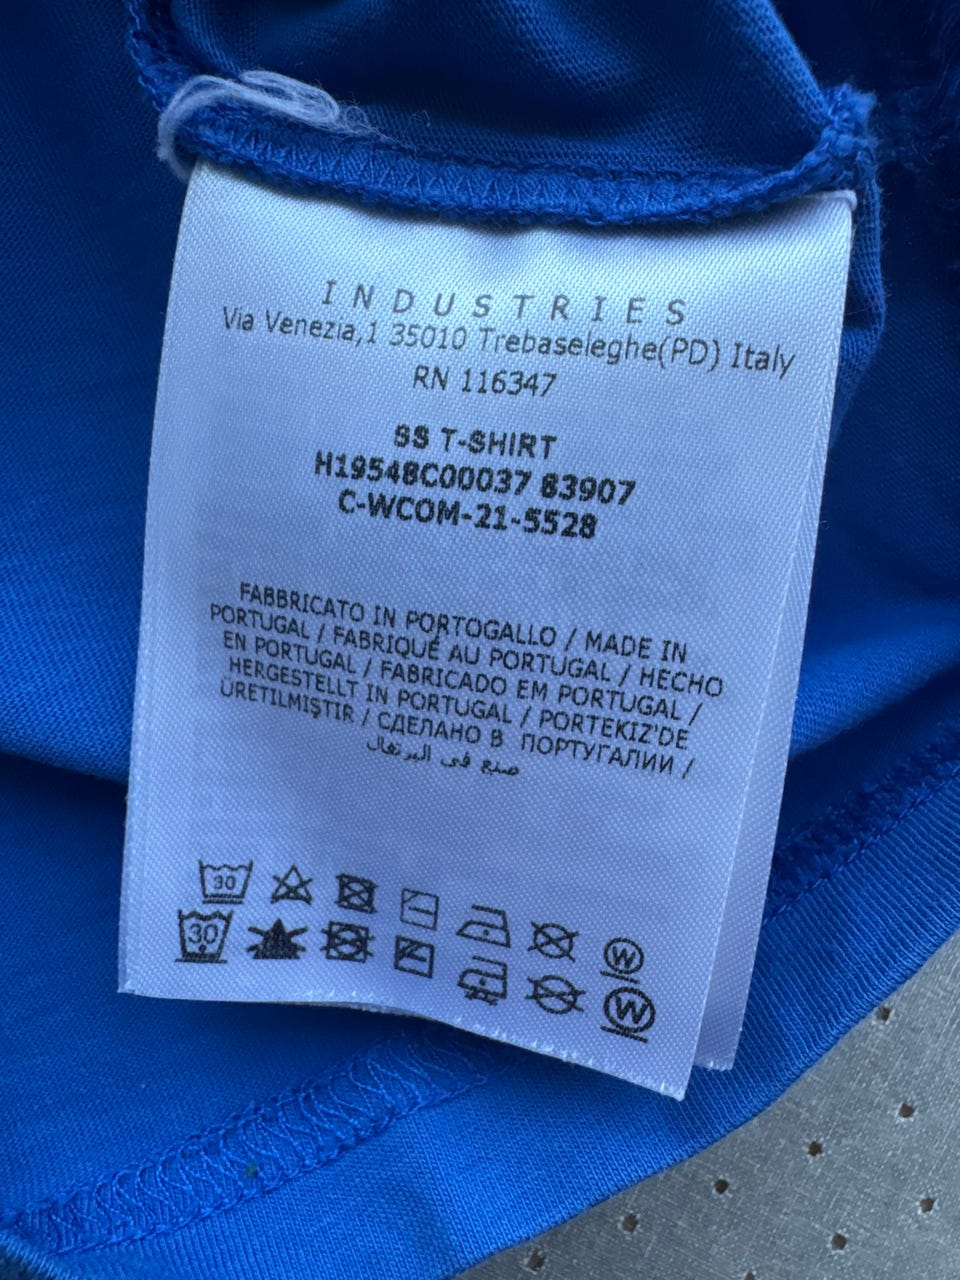 INDUSTRIES
Via Venezia,1 35010 Trebaseleghe(PD) Italy
RN 116347
SS T-SHIRT
H19548C00037 83907
C-WCOM-21-5528
FABBRICATO IN PORTOGALLO / MADE IN
PORTUGAL / FABRIQUÉ AU PORTUGAL / HECHO
EN PORTUGAL / FABRICADO EM PORTUGAL /
HERGESTELLT IN PORTUGAL / PORTEKIZ'DE
ÜRETILMIŞTIR / СДЕЛАНО В ПОРТУГАЛИИ /
صنع في البرتغال
30 W
30 W